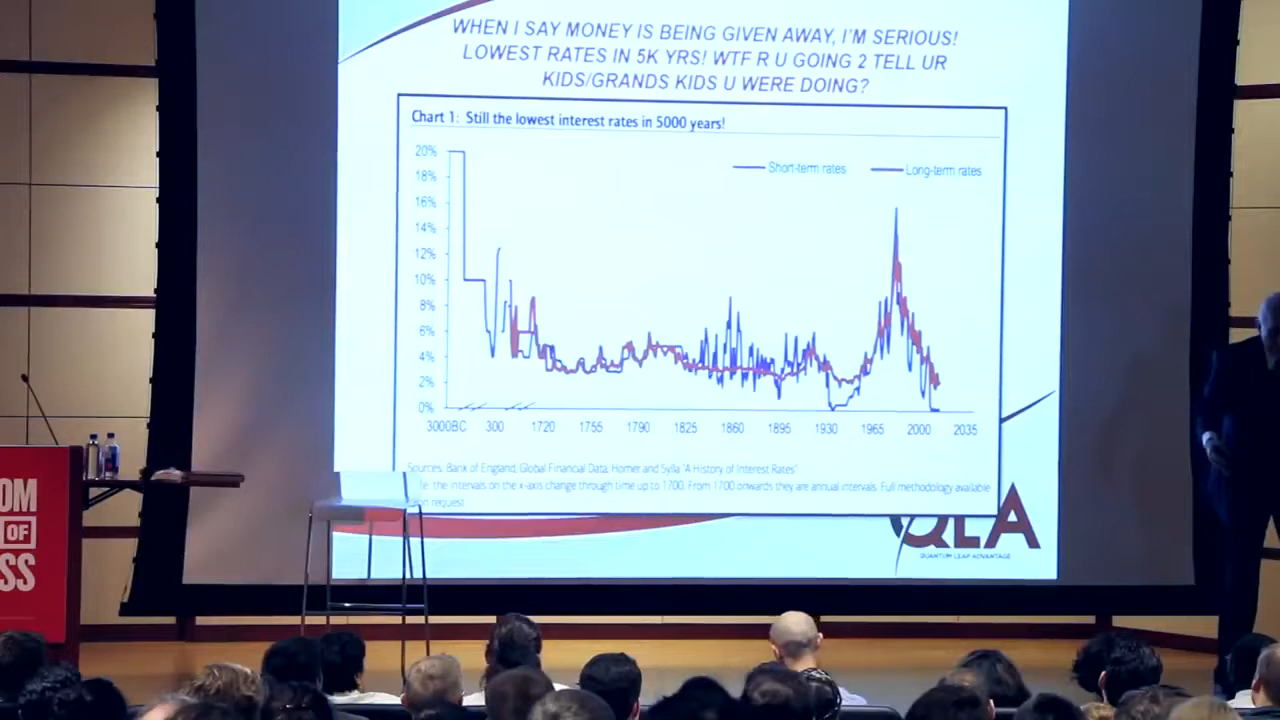 WHEN I SAY MONEY IS BEING GIVEN AWAY, I'M SERIOUS!
LOWEST RATES IN 5K YRS! WTF R U GOING 2 TELL UR
KIDS/GRANDS KIDS U WERE DOING?
Chart 1: Still the lowest interest rates in 5000 years!
Short-term rates
Long-term rates
20%
18%
16%
14%
12%
10%
8%
6%
4%
2%
0%
3000BC 300 1720 1755 1790 1825 1860 1895 1930 1965 2000 2035
Sources: Bank of England, Global Financial Data, Homer and Sylla 'A History of Interest Rates'
the intervals on the x-axis change through time up to 1700. From 1700 onwards they are annual intervals. Full methodology available
request
QLA
QUANTUM LEAP ADVANTAGE
OM
OF
SS